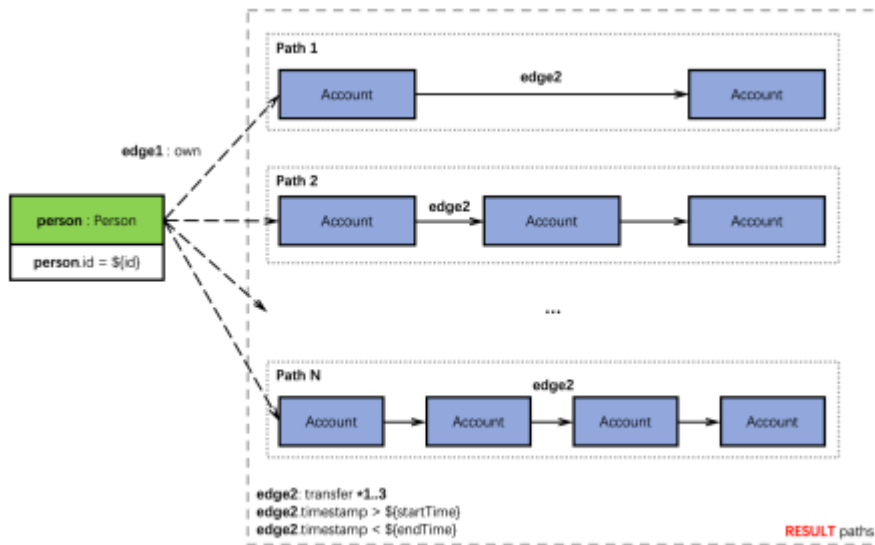 Path 1
edge2
Account
Account
edge1 : own
Path 2
edge2
Account
Account
Account
person : Person
person.id = ${id}
...
Path N
edge2
Account
Account
Account
Account
edge2: transfer *1..3
edge2.timestamp > ${startTime}
edge2.timestamp < ${endTime}
RESULT paths